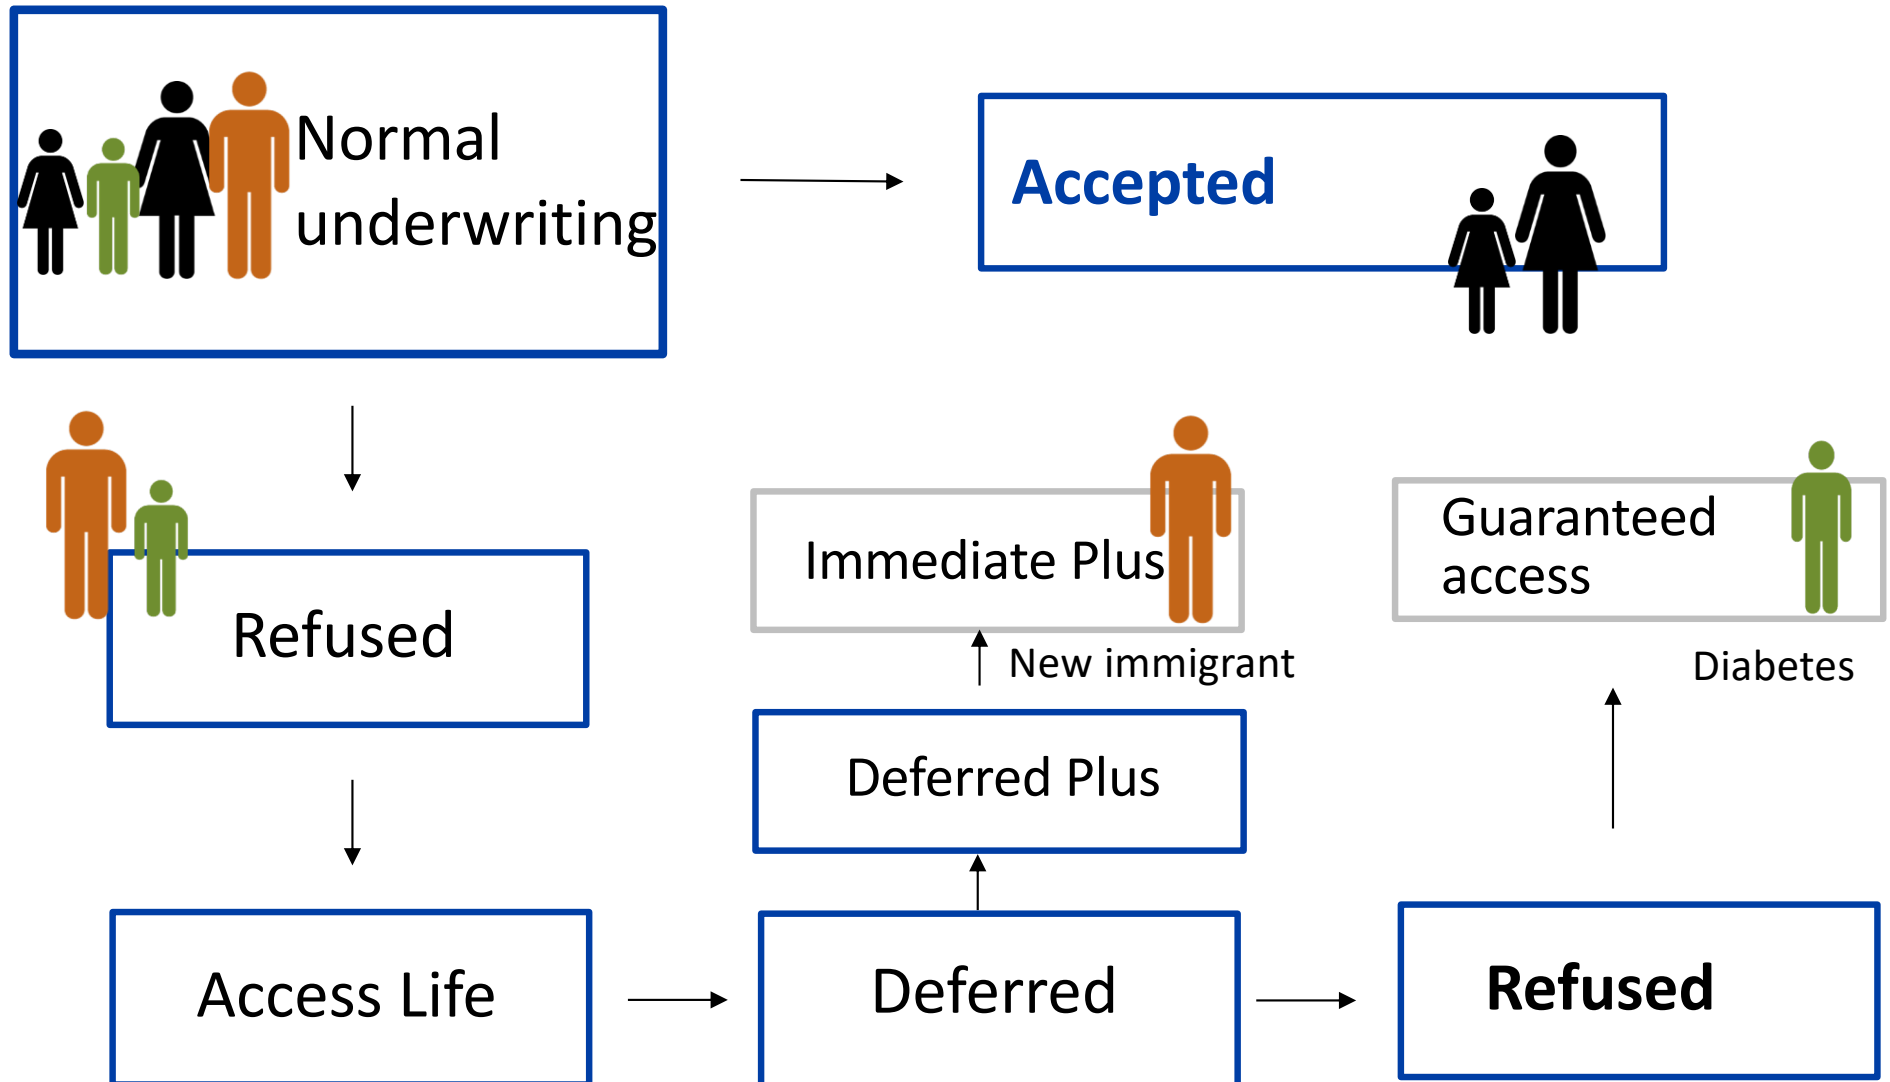 Normal
underwriting
Accepted
Refused
Immediate Plus
New immigrant
Guaranteed
access
Diabetes
Deferred Plus
Access Life
Deferred
Refused